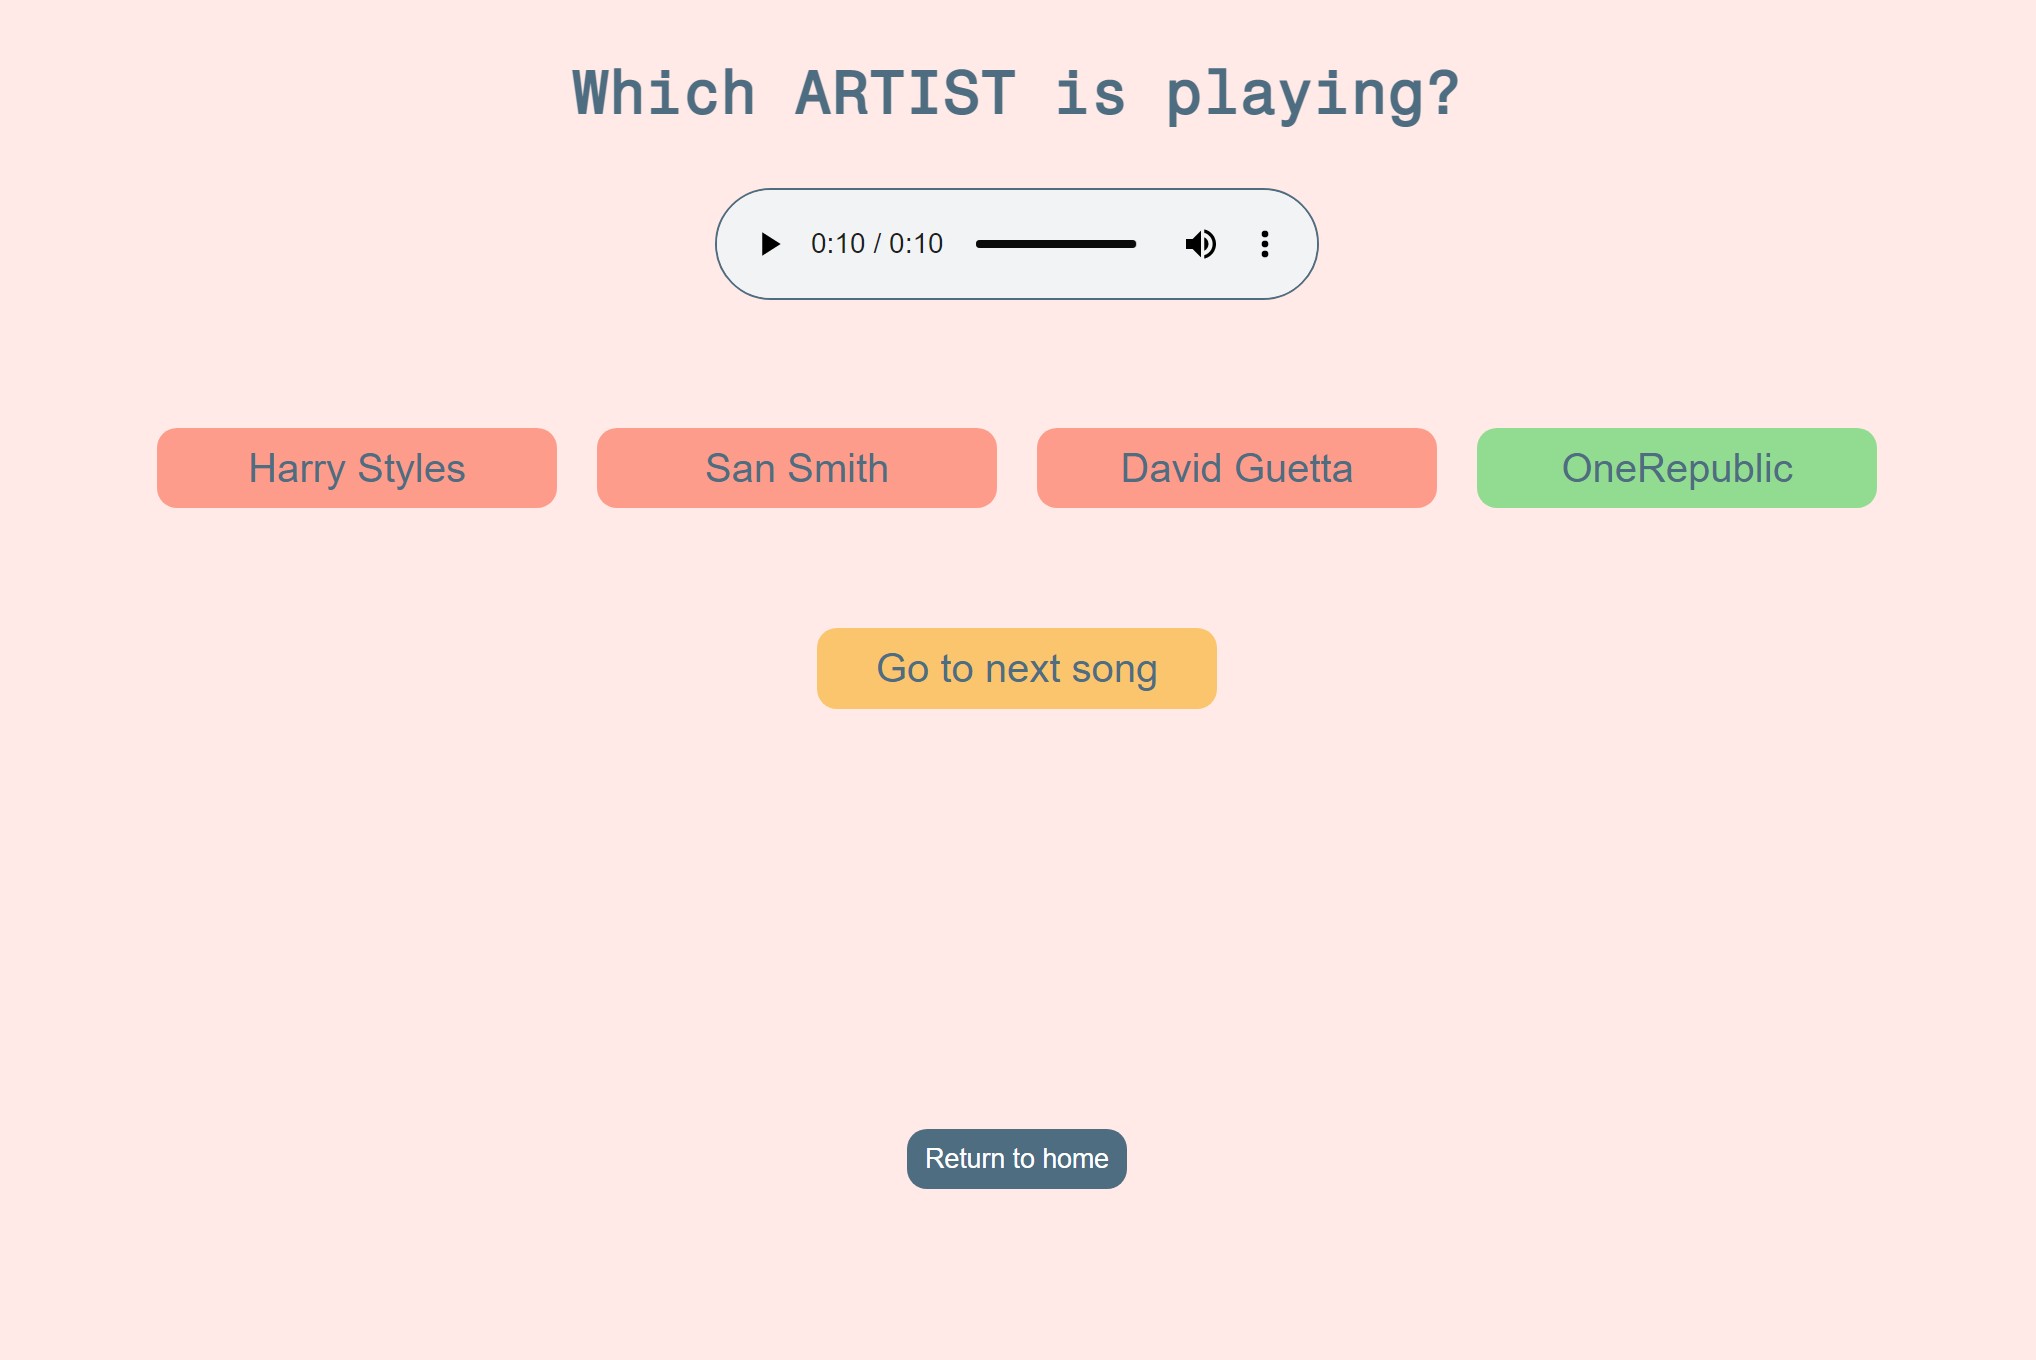 Which ARTIST is playing?
0:10 / 0:10
Harry Styles
San Smith
David Guetta
OneRepublic
Go to next song
Return to home